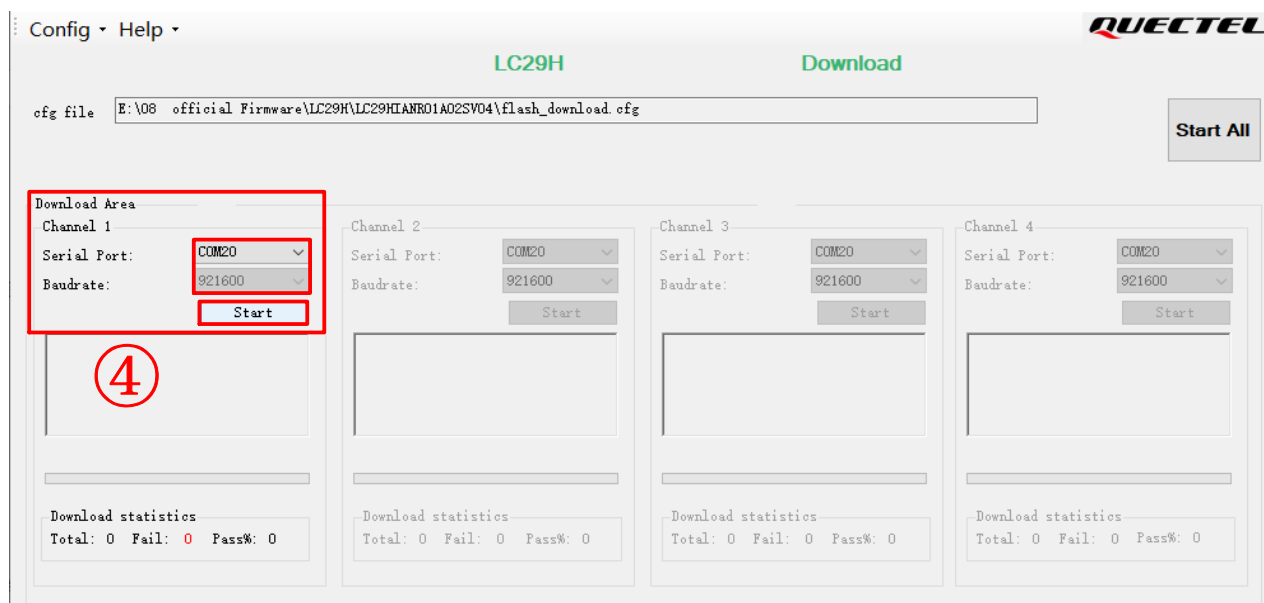 Config Help
QUECTEL
LC29H Download
cfg file E:\08 official Firmware\LC29H\LC29HIANR01A02SV04\flash_download.cfg
Start All
Download Area
Channel 1
Serial Port: COM20
Baudrate: 921600
Start
④
Download statistics
Total: 0 Fail: 0 Pass%: 0
Channel 2
Serial Port: COM20
Baudrate: 921600
Start
Download statistics
Total: 0 Fail: 0 Pass%: 0
Channel 3
Serial Port: COM20
Baudrate: 921600
Start
Download statistics
Total: 0 Fail: 0 Pass%: 0
Channel 4
Serial Port: COM20
Baudrate: 921600
Start
Download statistics
Total: 0 Fail: 0 Pass%: 0